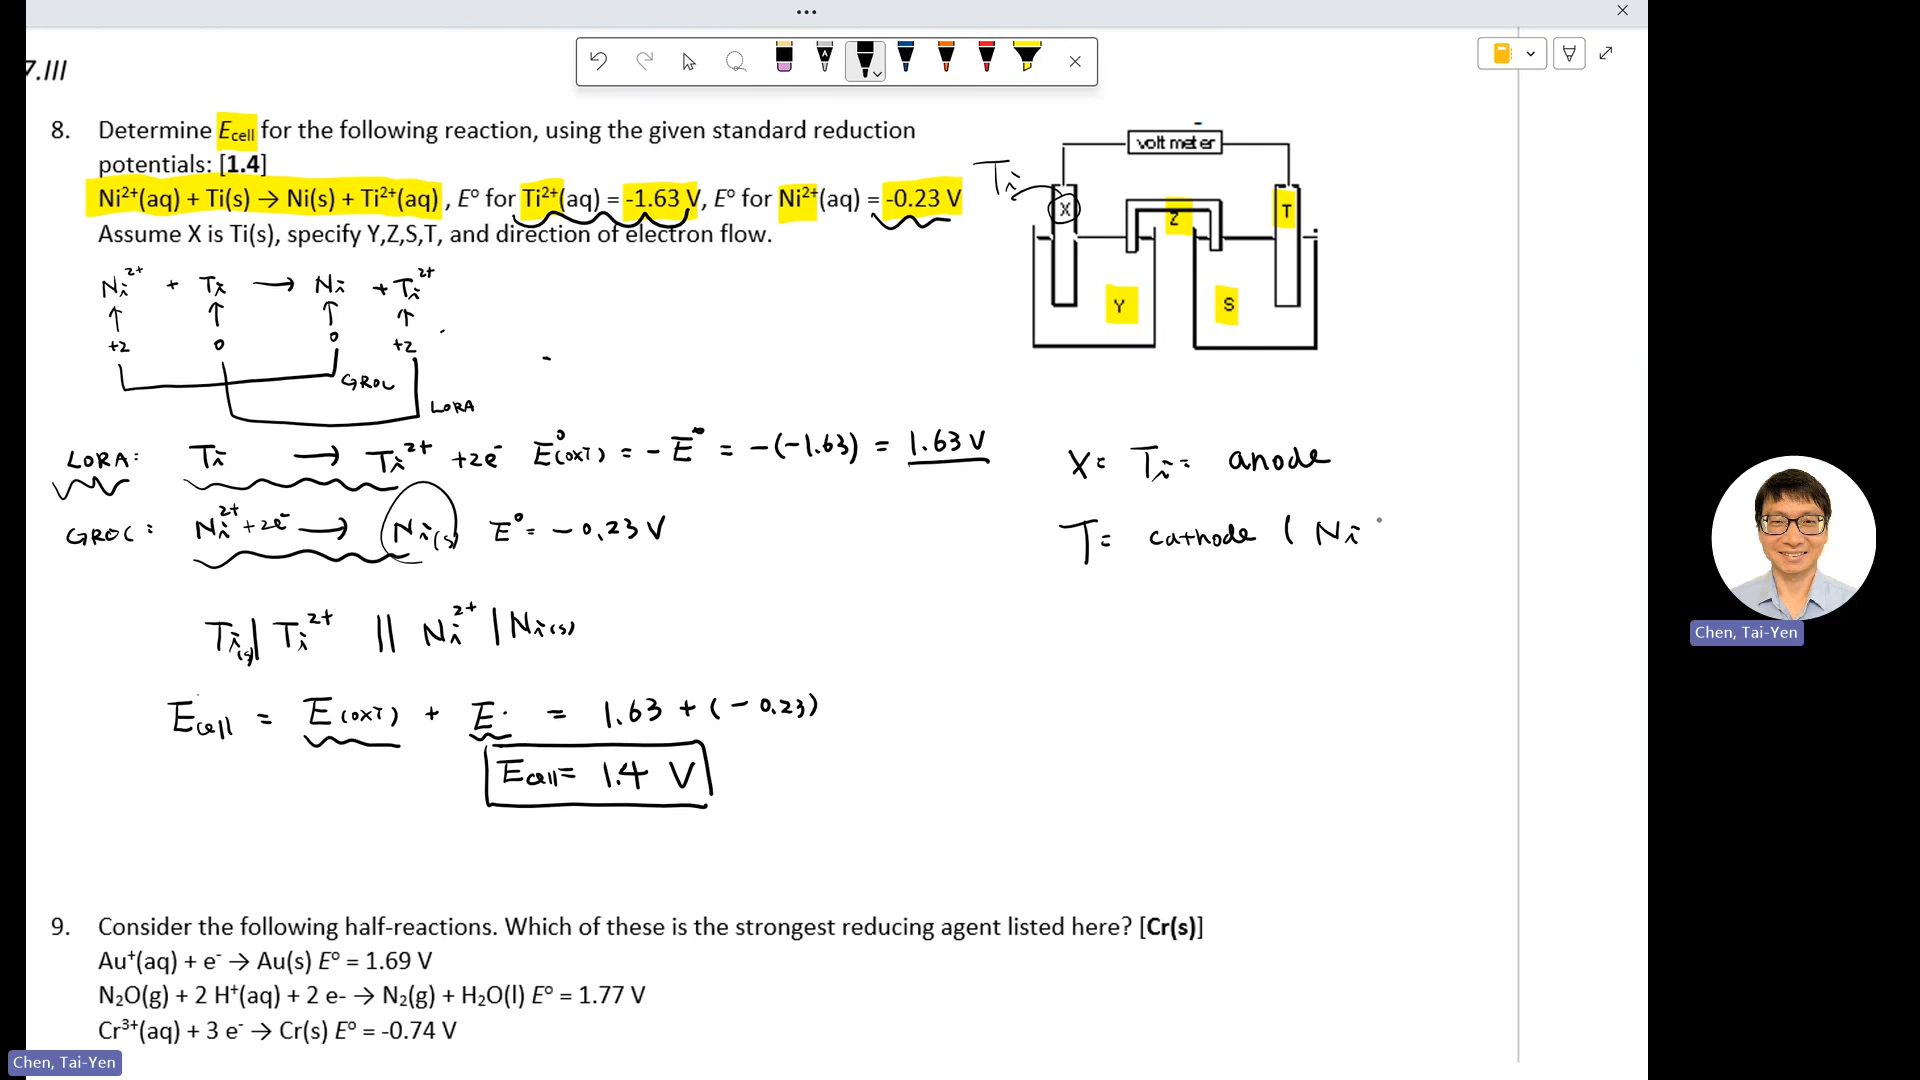 7.III
8. Determine Ecell for the following reaction, using the given standard reduction
potentials: [1.4]
Ni²⁺(aq) + Ti(s) → Ni(s) + Ti²⁺(aq) , E° for Ti²⁺(aq) = -1.63 V, E° for Ni²⁺(aq) = -0.23 V
Assume X is Ti(s), specify Y,Z,S,T, and direction of electron flow.
volt meter
Ti
X
Z
T
Y
S
Ni²⁺ + Ti → Ni + Ti²⁺
+2 0 0 +2
GROC
LORA
LORA: Ti → Ti²⁺ + 2e⁻ E°(OXI) = - E° = -(-1.63) = 1.63 V
GROC: Ni²⁺ + 2e⁻ → Ni(s) E° = -0.23 V
X = Ti = anode
T = cathode ( Ni
Ti(s) | Ti²⁺ || Ni²⁺ | Ni(s)
Ecell = E(OXI) + E° = 1.63 + (-0.23)
Ecell = 1.4 V
9. Consider the following half-reactions. Which of these is the strongest reducing agent listed here? [Cr(s)]
Au⁺(aq) + e⁻ → Au(s) E° = 1.69 V
N₂O(g) + 2 H⁺(aq) + 2 e- → N₂(g) + H₂O(l) E° = 1.77 V
Cr³⁺(aq) + 3 e⁻ → Cr(s) E° = -0.74 V
Chen, Tai-Yen
Chen, Tai-Yen